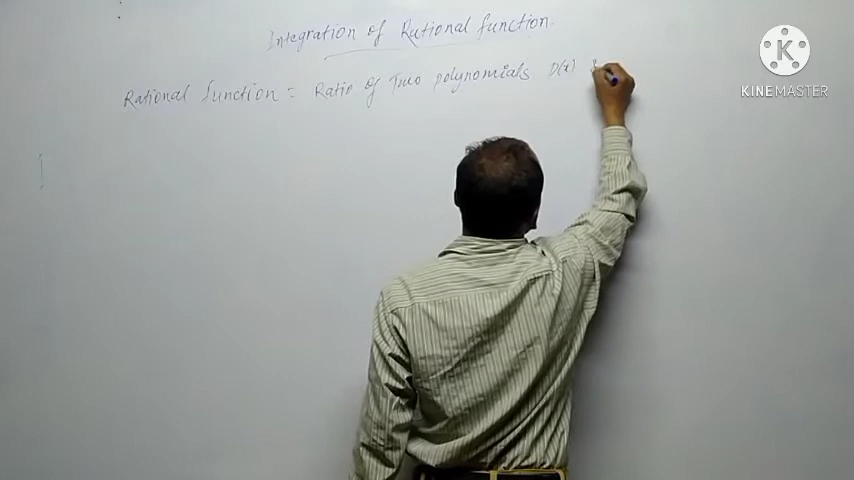 Integration of Rational function.
Rational function = Ratio of Two polynomials P(x) &
KINEMASTER